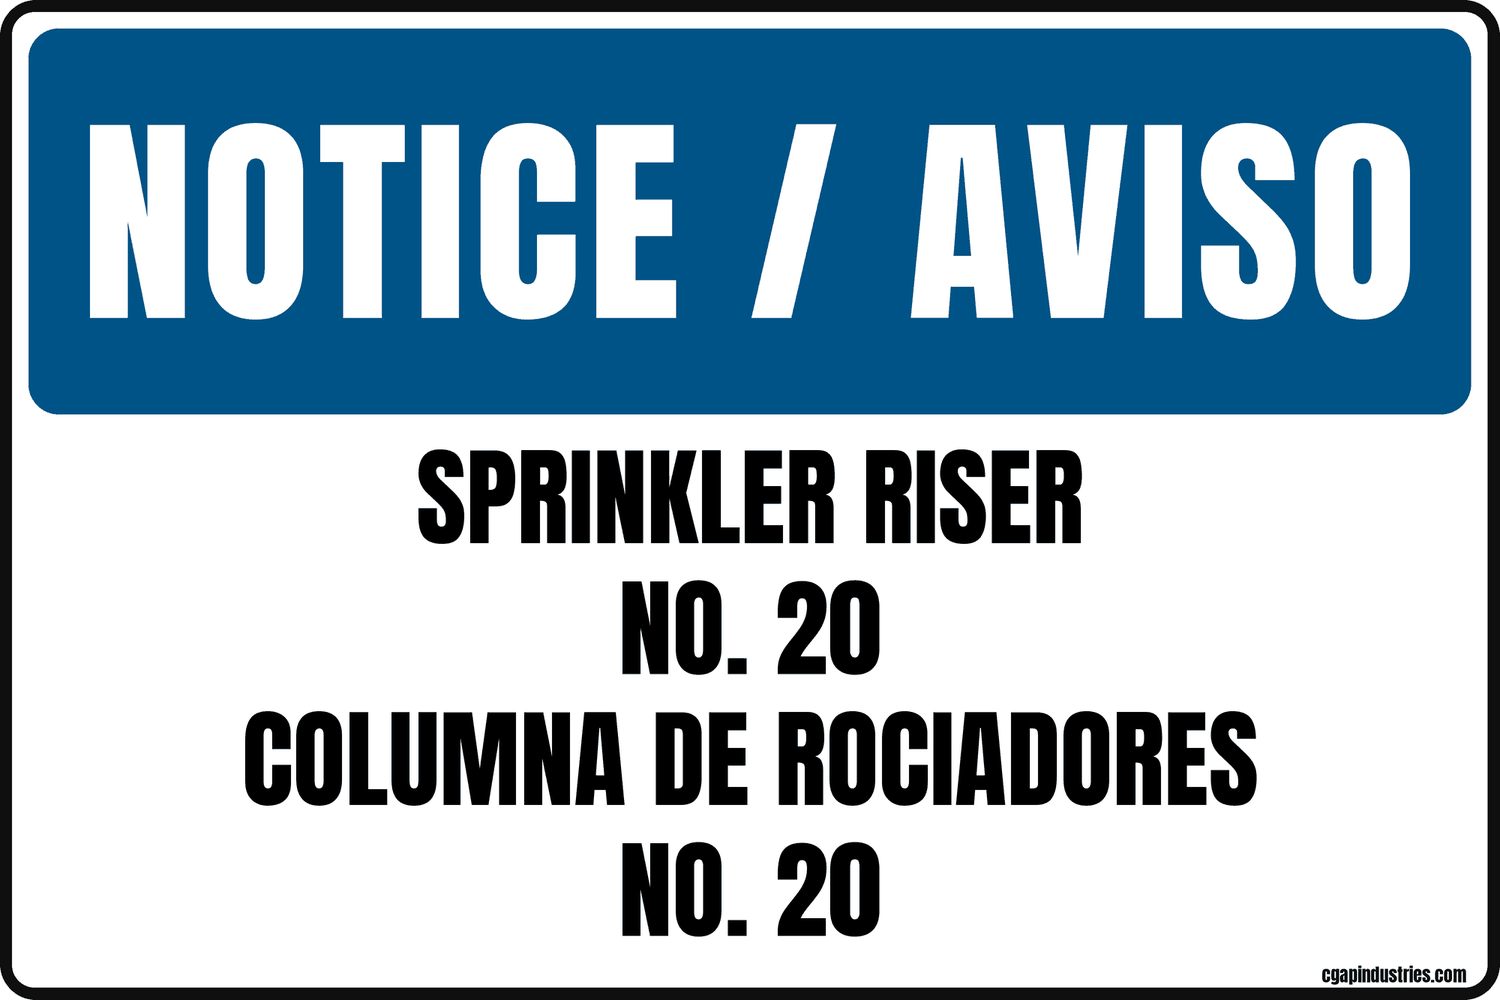 NOTICE / AVISO
SPRINKLER RISER
NO. 20
COLUMNA DE ROCIADORES
NO. 20
cgapindustries.com